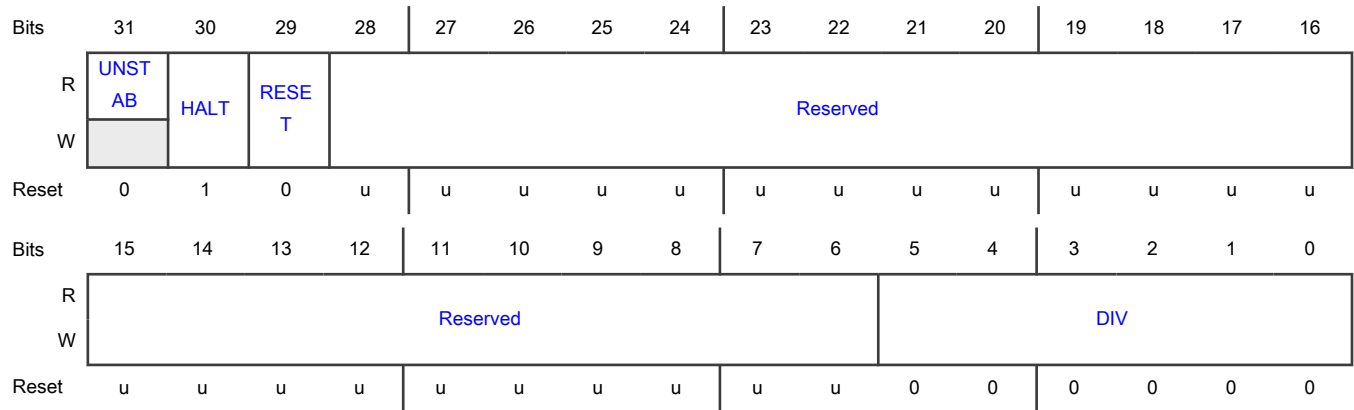 Bits 31 30 29 28 27 26 25 24 23 22 21 20 19 18 17 16
R UNST
AB HALT RESE
T Reserved
W
Reset 0 1 0 u u u u u u u u u u u u u
Bits 15 14 13 12 11 10 9 8 7 6 5 4 3 2 1 0
R Reserved DIV
W
Reset u u u u u u u u u u 0 0 0 0 0 0